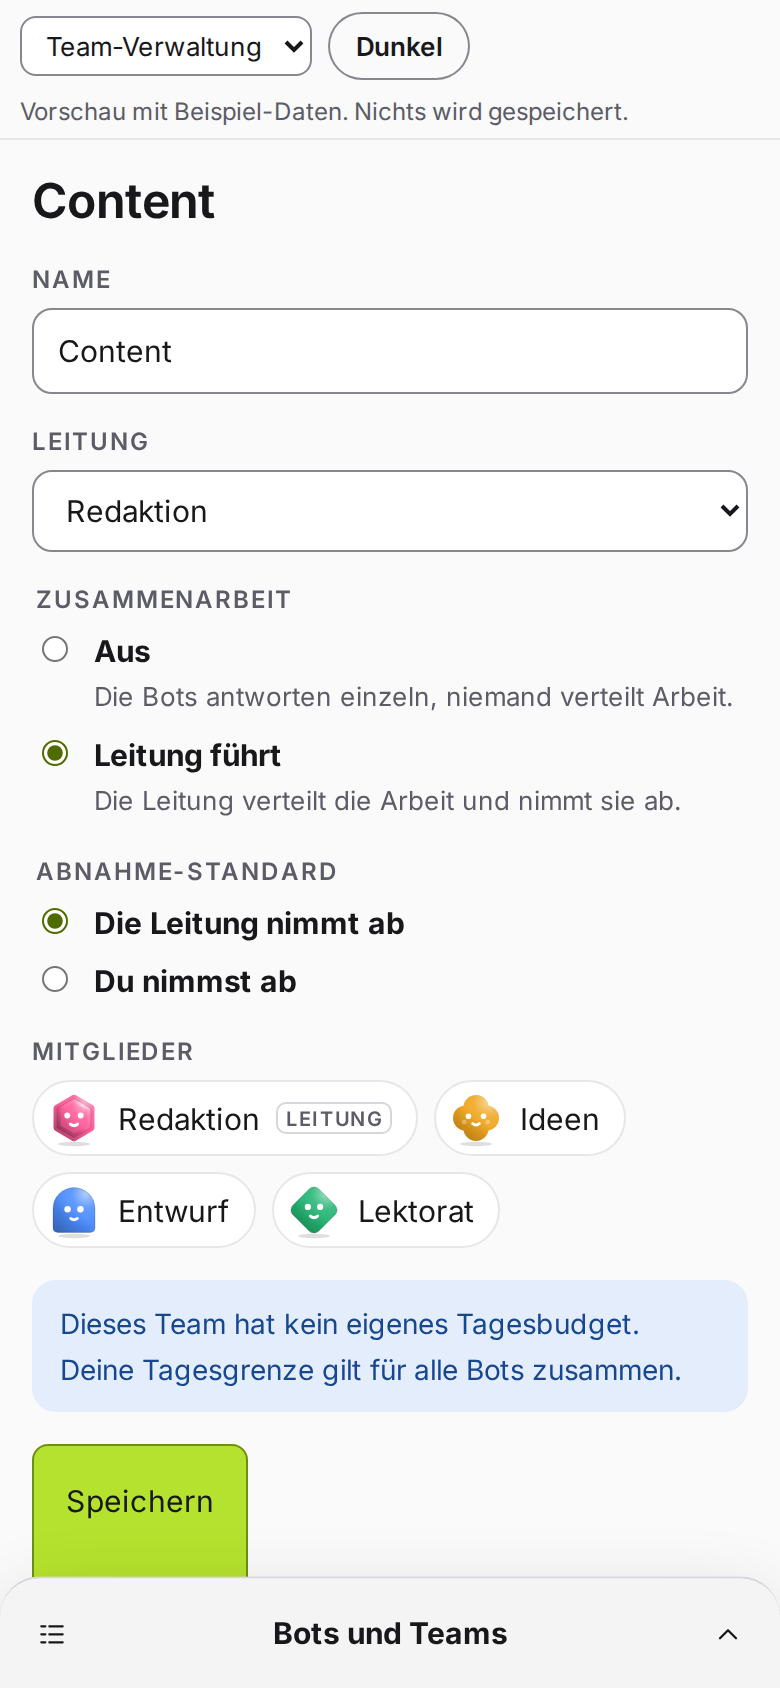 Team-Verwaltung
Dunkel
Vorschau mit Beispiel-Daten. Nichts wird gespeichert.
Content
NAME
Content
LEITUNG
Redaktion
ZUSAMMENARBEIT
Aus
Die Bots antworten einzeln, niemand verteilt Arbeit.
Leitung führt
Die Leitung verteilt die Arbeit und nimmt sie ab.
ABNAHME-STANDARD
Die Leitung nimmt ab
Du nimmst ab
MITGLIEDER
Redaktion LEITUNG
Ideen
Entwurf
Lektorat
Dieses Team hat kein eigenes Tagesbudget.
Deine Tagesgrenze gilt für alle Bots zusammen.
Speichern
Bots und Teams